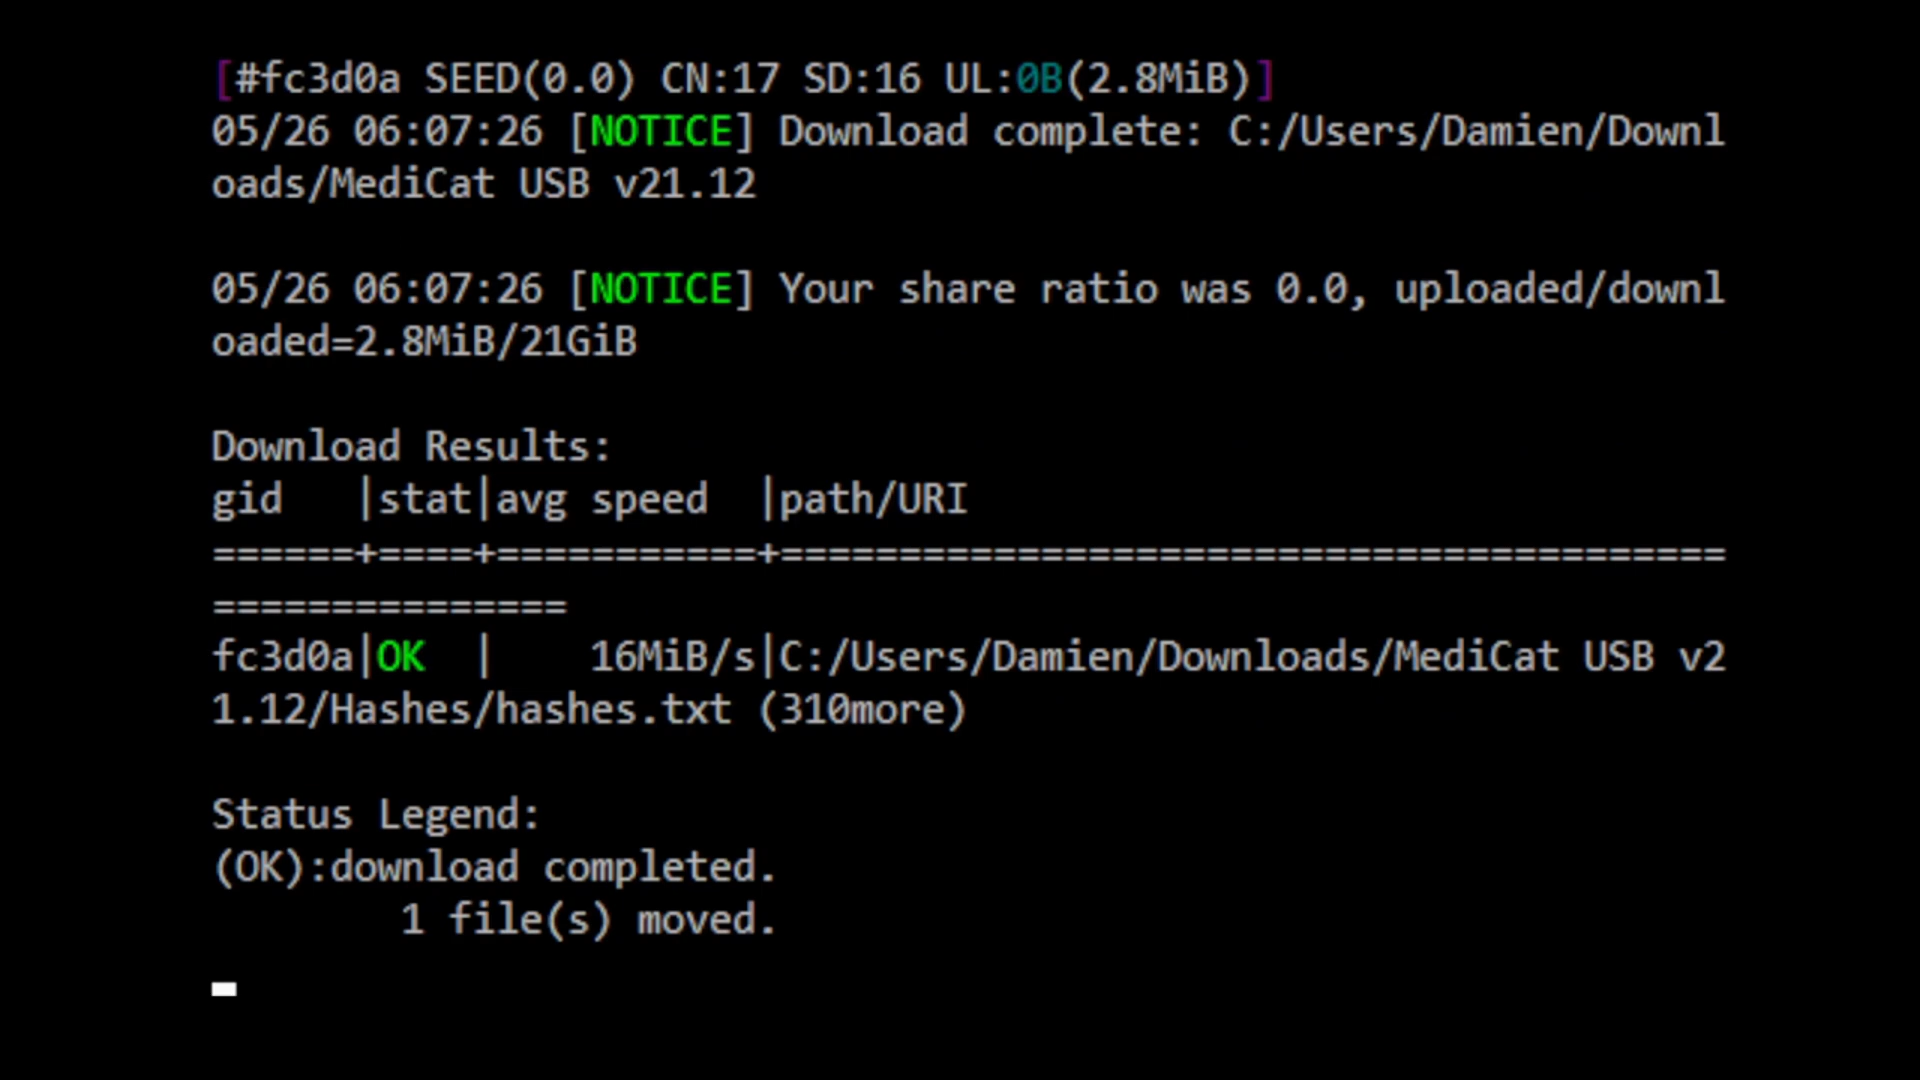 [#fc3d0a SEED(0.0) CN:17 SD:16 UL:0B(2.8MiB)]
05/26 06:07:26 [NOTICE] Download complete: C:/Users/Damien/Downl
oads/MediCat USB v21.12
05/26 06:07:26 [NOTICE] Your share ratio was 0.0, uploaded/downl
oaded=2.8MiB/21GiB
Download Results:
gid   |stat|avg speed  |path/URI
======+====+===========+========================================
===============
fc3d0a|OK  |    16MiB/s|C:/Users/Damien/Downloads/MediCat USB v2
1.12/Hashes/hashes.txt (310more)
Status Legend:
(OK):download completed.
        1 file(s) moved.